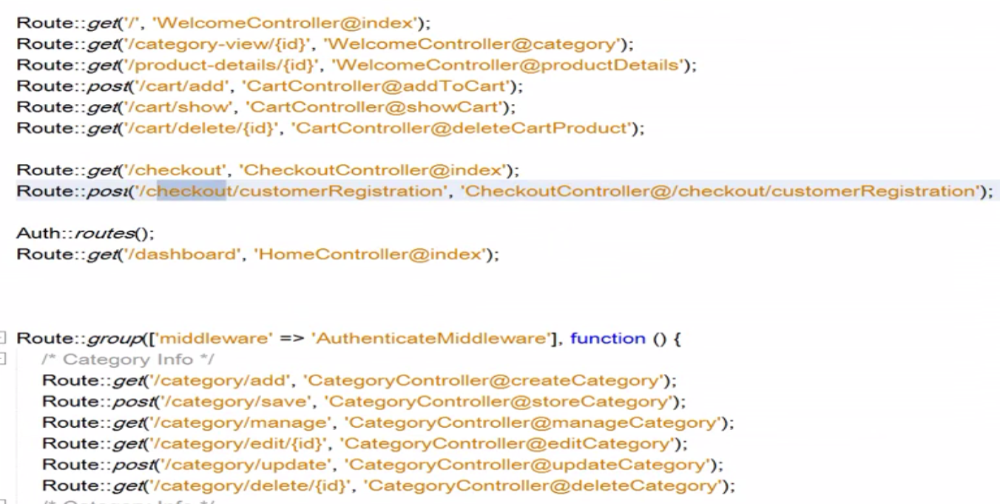 Route::get('/', 'WelcomeController@index');
Route::get('/category-view/{id}', 'WelcomeController@category');
Route::get('/product-details/{id}', 'WelcomeController@productDetails');
Route::post('/cart/add', 'CartController@addToCart');
Route::get('/cart/show', 'CartController@showCart');
Route::get('/cart/delete/{id}', 'CartController@deleteCartProduct');
Route::get('/checkout', 'CheckoutController@index');
Route::post('/checkout/customerRegistration', 'CheckoutController@/checkout/customerRegistration');
Auth::routes();
Route::get('/dashboard', 'HomeController@index');
Route::group(['middleware' => 'AuthenticateMiddleware'], function () {
/* Category Info */
Route::get('/category/add', 'CategoryController@createCategory');
Route::post('/category/save', 'CategoryController@storeCategory');
Route::get('/category/manage', 'CategoryController@manageCategory');
Route::get('/category/edit/{id}', 'CategoryController@editCategory');
Route::post('/category/update', 'CategoryController@updateCategory');
Route::get('/category/delete/{id}', 'CategoryController@deleteCategory');
/* Category Info */